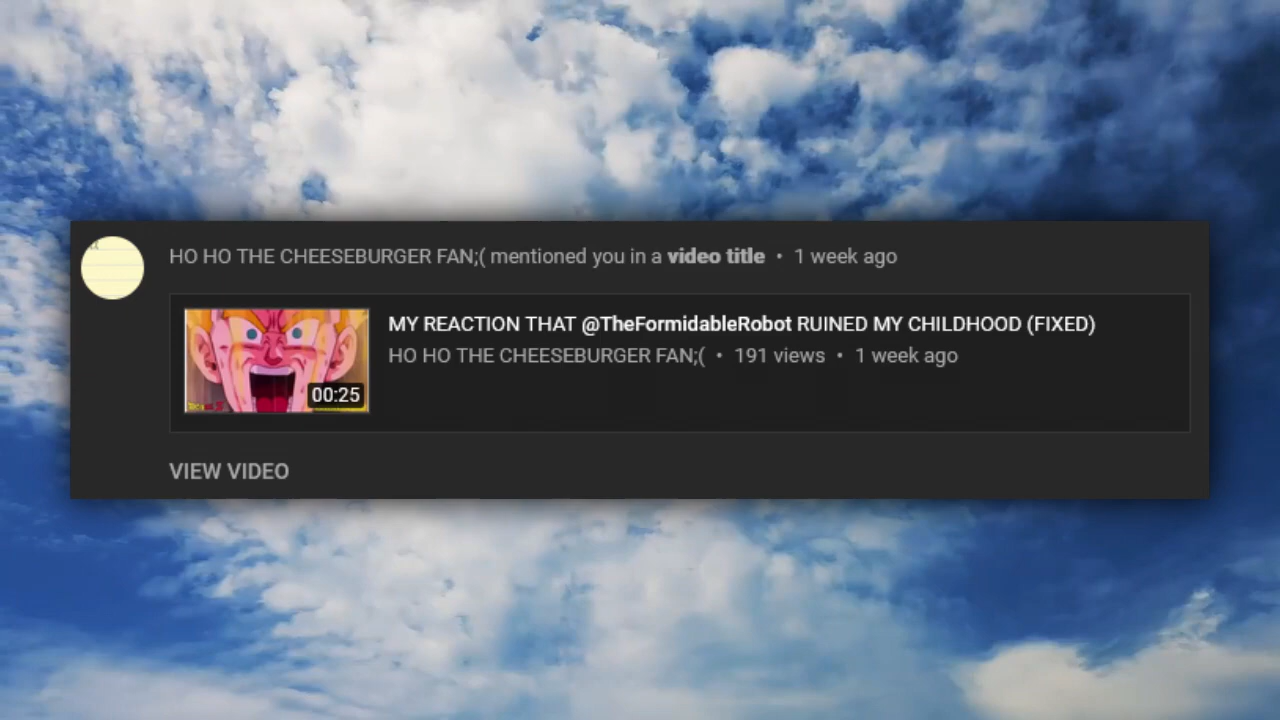 HO HO THE CHEESEBURGER FAN;( mentioned you in a video title • 1 week ago
MY REACTION THAT @TheFormidableRobot RUINED MY CHILDHOOD (FIXED)
HO HO THE CHEESEBURGER FAN;( • 191 views • 1 week ago
00:25
VIEW VIDEO